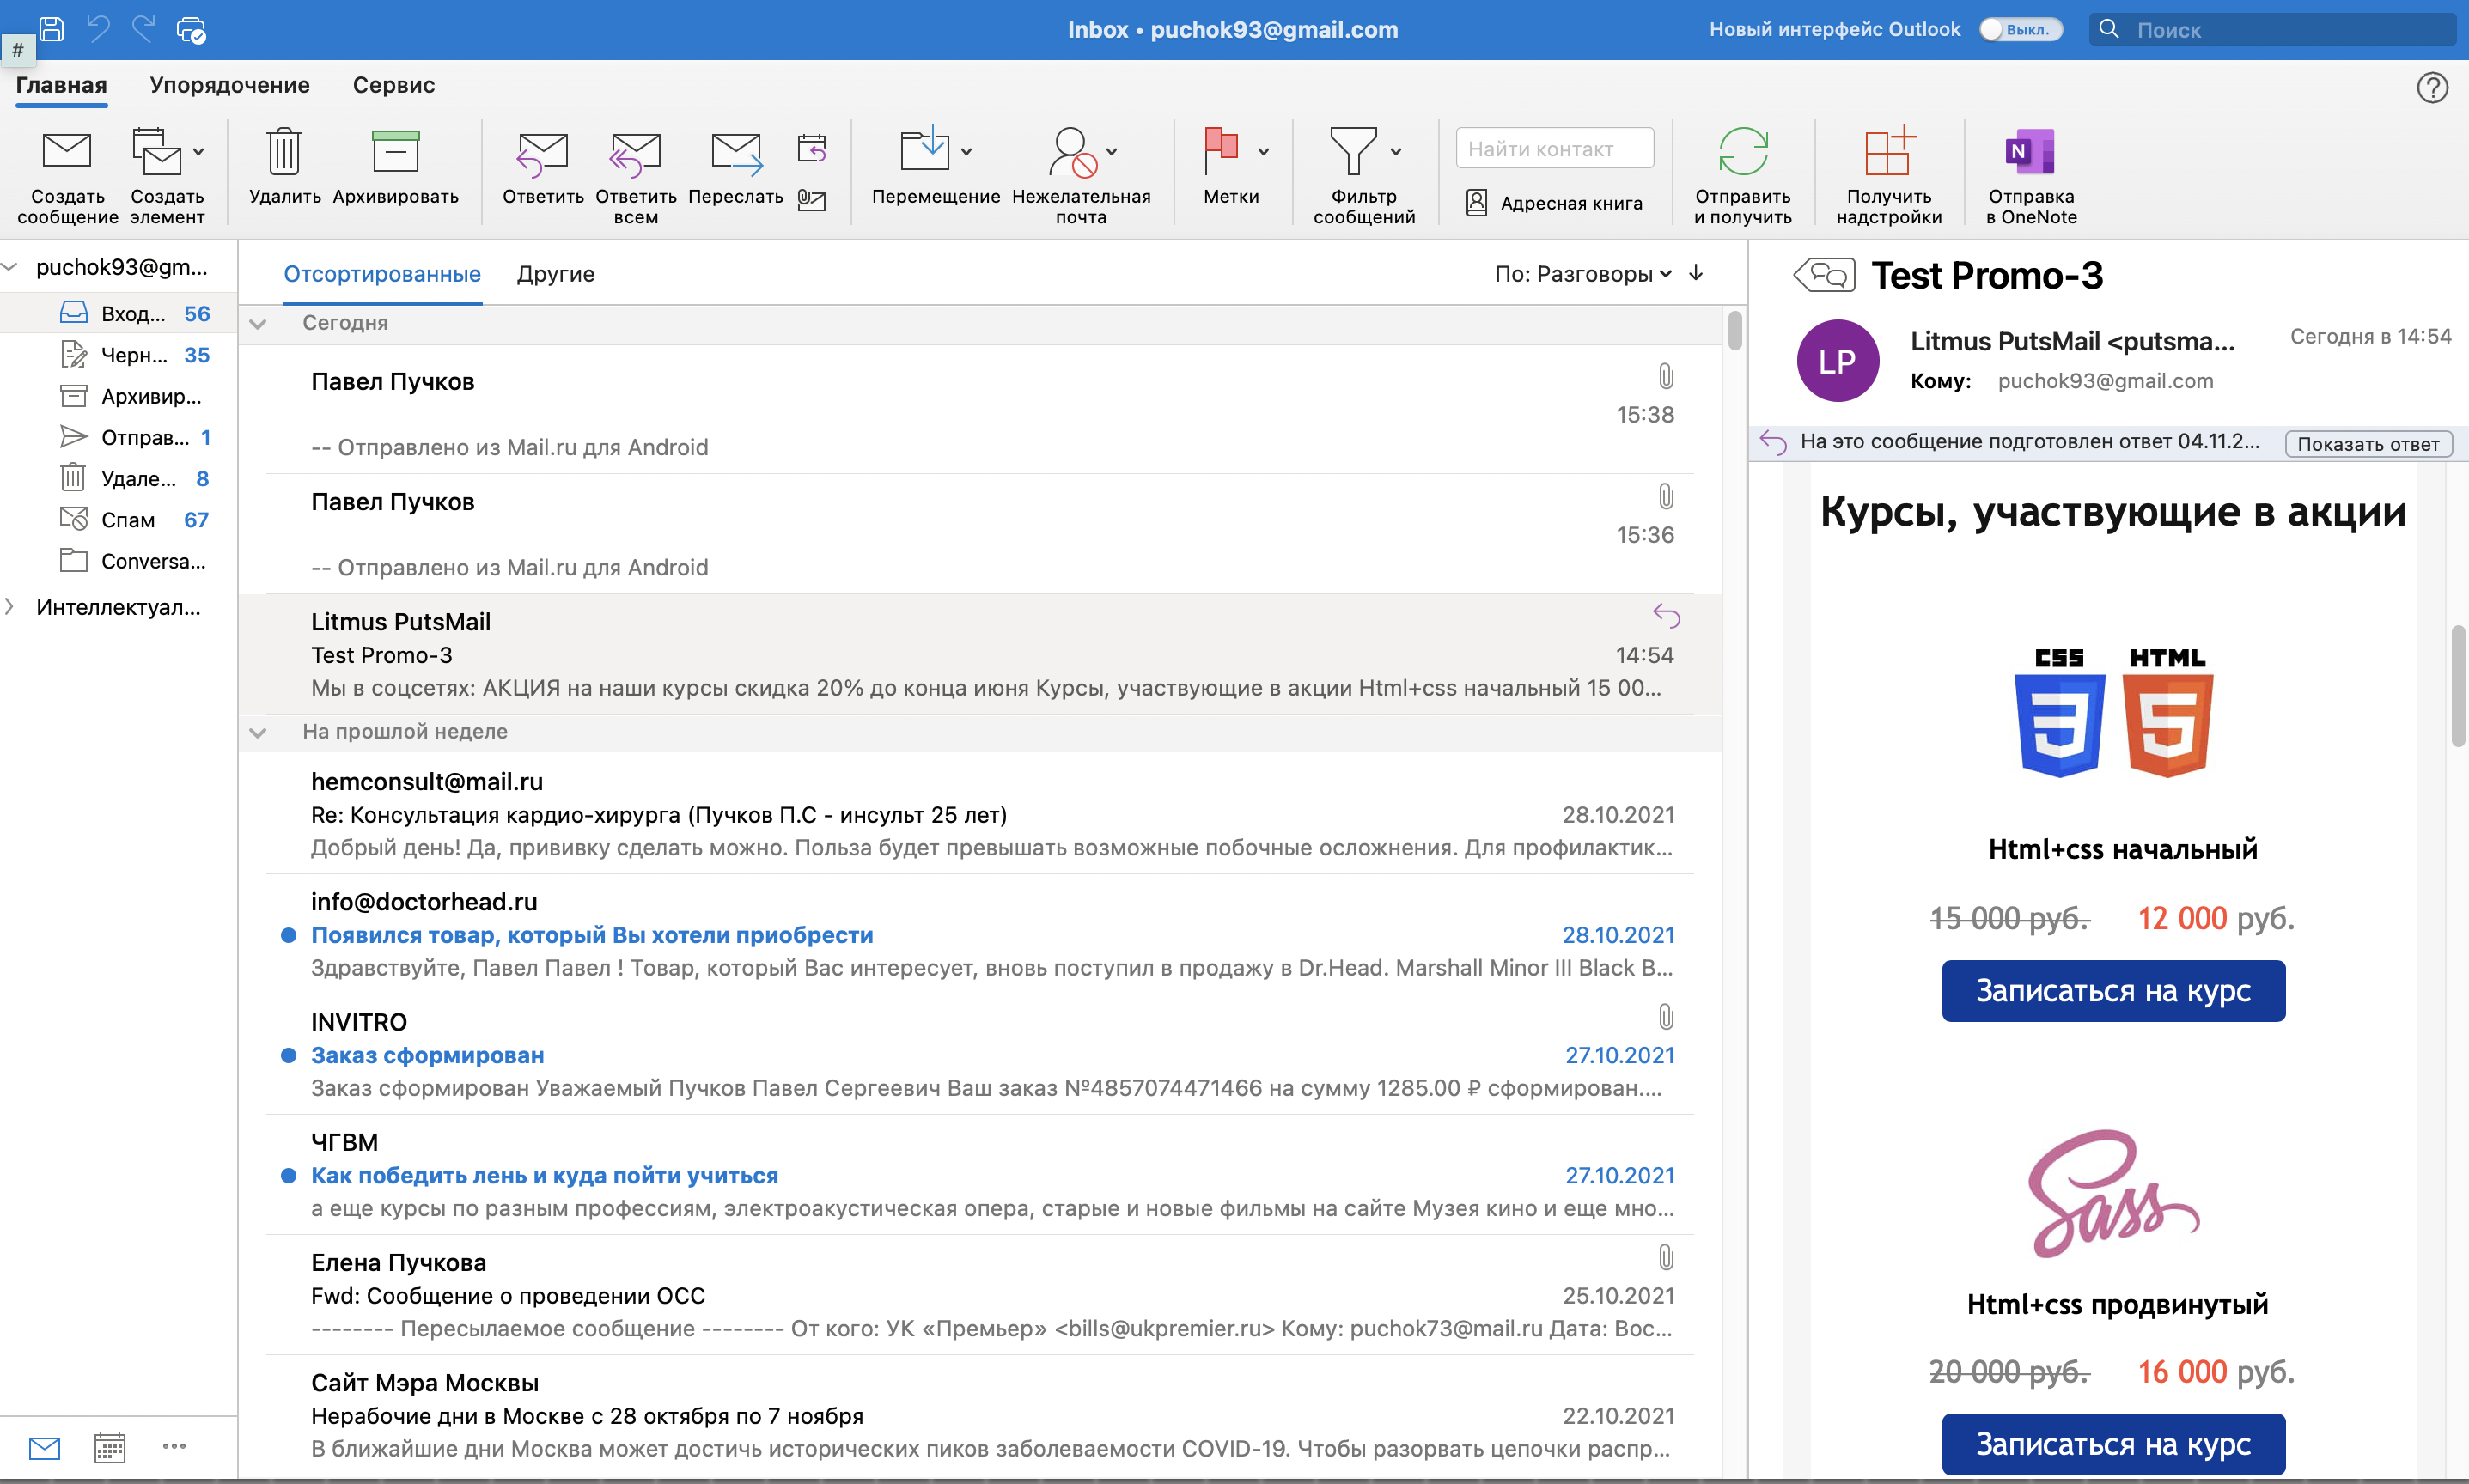 Inbox • puchok93@gmail.com
Новый интерфейс Outlook
Выкл.
Поиск
#
Главная
Упорядочение
Сервис
Создать сообщение
Создать элемент
Удалить
Архивировать
Ответить
Ответить всем
Переслать
Перемещение
Нежелательная почта
Метки
Фильтр сообщений
Найти контакт
Адресная книга
Отправить и получить
Получить надстройки
N
Отправка в OneNote
puchok93@gm...
Вход... 56
Черн... 35
Архивир...
Отправ... 1
Удале... 8
Спам 67
Conversa...
Интеллектуал...
Отсортированные
Другие
По: Разговоры
Сегодня
Павел Пучков
15:38
-- Отправлено из Mail.ru для Android
Павел Пучков
15:36
-- Отправлено из Mail.ru для Android
Litmus PutsMail
Test Promo-3 14:54
Мы в соцсетях: АКЦИЯ на наши курсы скидка 20% до конца июня Курсы, участвующие в акции Html+css начальный 15 00...
На прошлой неделе
hemconsult@mail.ru
Re: Консультация кардио-хирурга (Пучков П.С - инсульт 25 лет) 28.10.2021
Добрый день! Да, прививку сделать можно. Польза будет превышать возможные побочные осложнения. Для профилактик...
info@doctorhead.ru
Появился товар, который Вы хотели приобрести 28.10.2021
Здравствуйте, Павел Павел ! Товар, который Вас интересует, вновь поступил в продажу в Dr.Head. Marshall Minor III Black B...
INVITRO
Заказ сформирован 27.10.2021
Заказ сформирован Уважаемый Пучков Павел Сергеевич Ваш заказ №4857074471466 на сумму 1285.00 ₽ сформирован....
ЧГВМ
Как победить лень и куда пойти учиться 27.10.2021
а еще курсы по разным профессиям, электроакустическая опера, старые и новые фильмы на сайте Музея кино и еще мно...
Елена Пучкова
Fwd: Сообщение о проведении ОСС 25.10.2021
-------- Пересылаемое сообщение -------- От кого: УК «Премьер» <bills@ukpremier.ru> Кому: puchok73@mail.ru Дата: Вос...
Сайт Мэра Москвы
Нерабочие дни в Москве с 28 октября по 7 ноября 22.10.2021
В ближайшие дни Москва может достичь исторических пиков заболеваемости COVID-19. Чтобы разорвать цепочки распр...
Test Promo-3
LP
Litmus PutsMail <putsma...
Сегодня в 14:54
Кому: puchok93@gmail.com
На это сообщение подготовлен ответ 04.11.2...
Показать ответ
Курсы, участвующие в акции
CSS HTML
3 5
Html+css начальный
15 000 руб. 12 000 руб.
Записаться на курс
Sass
Html+css продвинутый
20 000 руб. 16 000 руб.
Записаться на курс